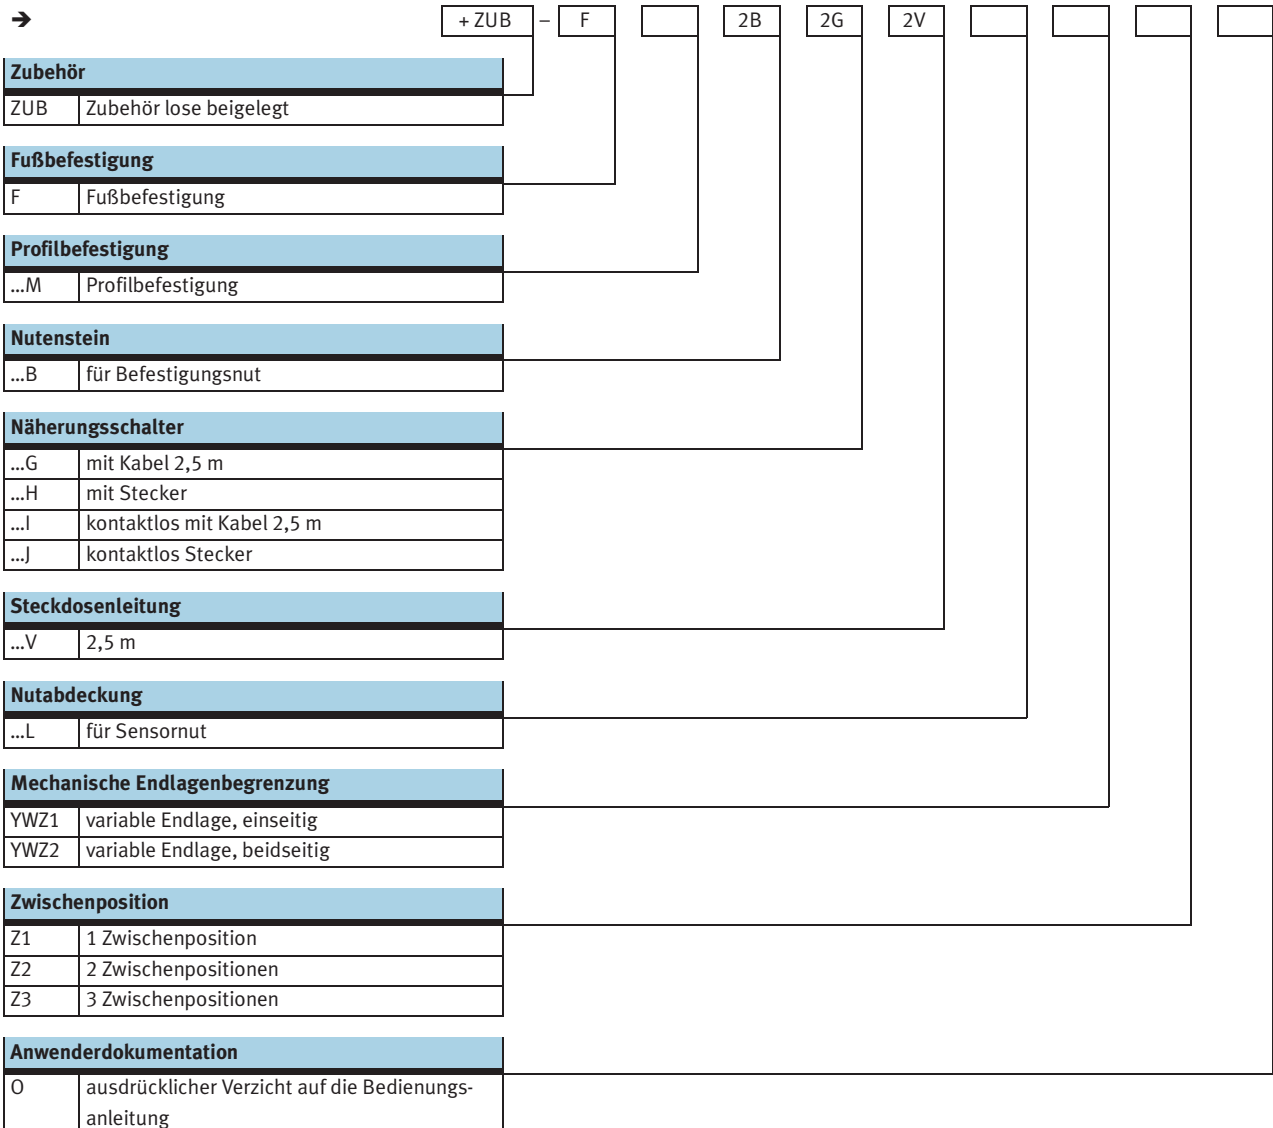 ➔ + ZUB – F 2B 2G 2V
Zubehör
ZUB Zubehör lose beigelegt
Fußbefestigung
F Fußbefestigung
Profilbefestigung
...M Profilbefestigung
Nutenstein
...B für Befestigungsnut
Näherungsschalter
...G mit Kabel 2,5 m
...H mit Stecker
...I kontaktlos mit Kabel 2,5 m
...J kontaktlos Stecker
Steckdosenleitung
...V 2,5 m
Nutabdeckung
...L für Sensornut
Mechanische Endlagenbegrenzung
YWZ1 variable Endlage, einseitig
YWZ2 variable Endlage, beidseitig
Zwischenposition
Z1 1 Zwischenposition
Z2 2 Zwischenpositionen
Z3 3 Zwischenpositionen
Anwenderdokumentation
O ausdrücklicher Verzicht auf die Bedienungs-
anleitung